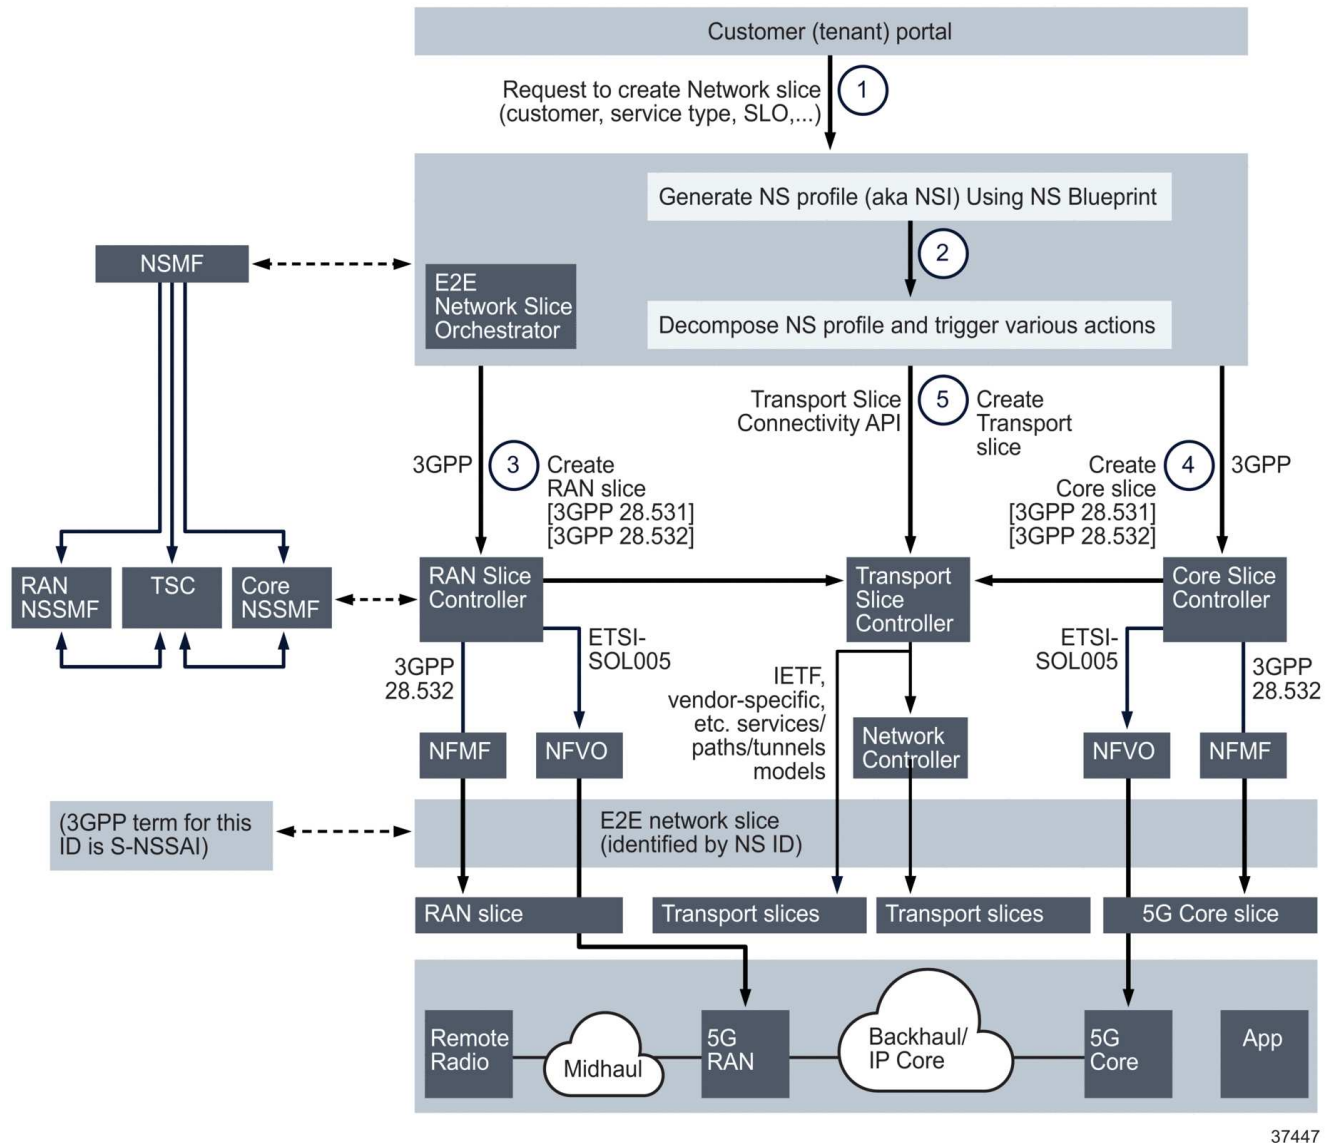 Customer (tenant) portal
Request to create Network slice
(customer, service type, SLO,...)
1
Generate NS profile (aka NSI) Using NS Blueprint
2
NSMF
E2E
Network Slice
Orchestrator
Decompose NS profile and trigger various actions
Transport Slice
Connectivity API
5
Create
Transport
slice
3GPP
3
Create
RAN slice
[3GPP 28.531]
[3GPP 28.532]
Create
Core slice
[3GPP 28.531]
[3GPP 28.532]
4
3GPP
RAN
NSSMF
TSC
Core
NSSMF
RAN Slice
Controller
Transport
Slice
Controller
Core Slice
Controller
3GPP
28.532
ETSI-
SOL005
IETF,
vendor-specific,
etc. services/
paths/tunnels
models
ETSI-
SOL005
3GPP
28.532
NFMF
NFVO
Network
Controller
NFVO
NFMF
(3GPP term for this
ID is S-NSSAI)
E2E network slice
(identified by NS ID)
RAN slice
Transport slices
Transport slices
5G Core slice
Remote
Radio
Midhaul
5G
RAN
Backhaul/
IP Core
5G
Core
App
37447